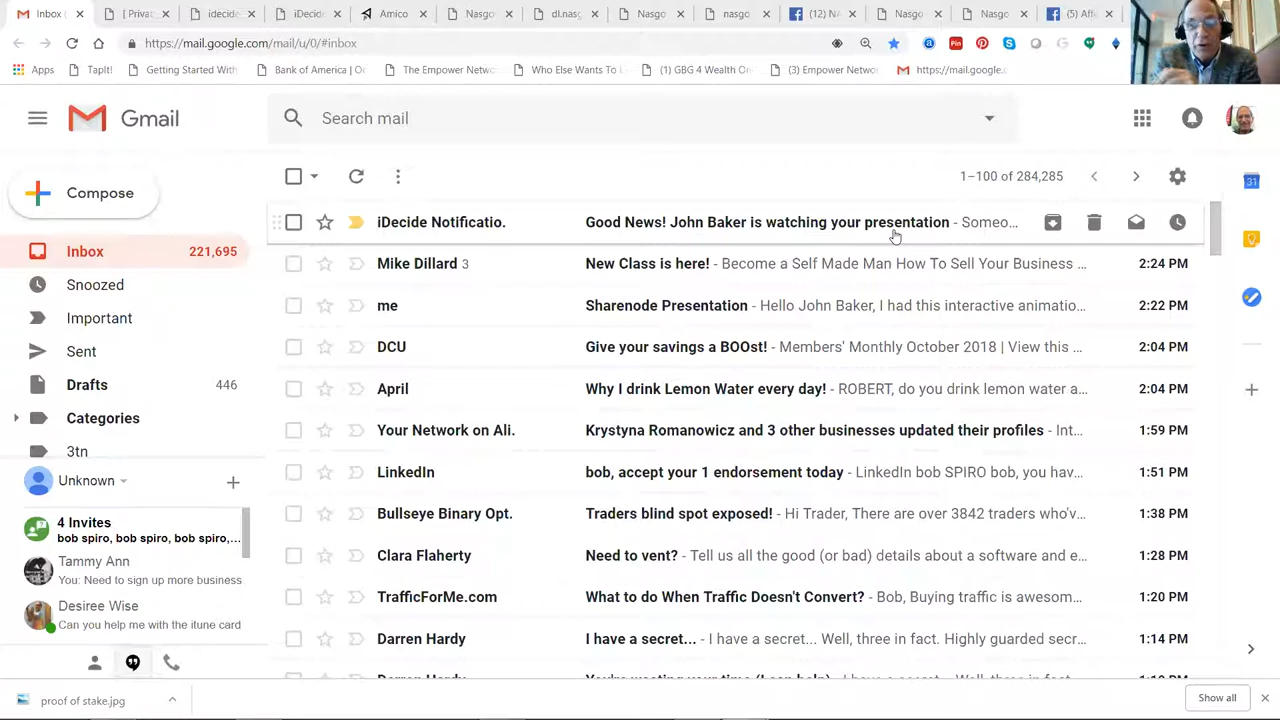 Inbox
[ Privat
idecide
iDecide
Amico
Nasgo
dl.nasg
Nasgo
nasgo
(12) N
Nasgo
Nasgo
(5) Aff
https://mail.google.com/mail/u/0/#inbox
Apps
TapIt!
Getting Started With
Bank of America | O
The Empower Netwo
Who Else Wants To
(1) GBG 4 Wealth On
(3) Empower Netwo
https://mail.google.c
Gmail
Search mail
Compose
1–100 of 284,285
31
Inbox 221,695
Snoozed
Important
Sent
Drafts 446
Categories
3tn
iDecide Notificatio. Good News! John Baker is watching your presentation - Someo...
Mike Dillard 3 New Class is here! - Become a Self Made Man How To Sell Your Business ... 2:24 PM
me Sharenode Presentation - Hello John Baker, I had this interactive animatio... 2:22 PM
DCU Give your savings a BOOst! - Members' Monthly October 2018 | View this ... 2:04 PM
April Why I drink Lemon Water every day! - ROBERT, do you drink lemon water a... 2:04 PM
Your Network on Ali. Krystyna Romanowicz and 3 other businesses updated their profiles - Int... 1:59 PM
LinkedIn bob, accept your 1 endorsement today - LinkedIn bob SPIRO bob, you hav... 1:51 PM
Bullseye Binary Opt. Traders blind spot exposed! - Hi Trader, There are over 3842 traders who'v... 1:38 PM
Clara Flaherty Need to vent? - Tell us all the good (or bad) details about a software and e... 1:28 PM
TrafficForMe.com What to do When Traffic Doesn't Convert? - Bob, Buying traffic is awesom... 1:20 PM
Darren Hardy I have a secret... - I have a secret... Well, three in fact. Highly guarded secr... 1:14 PM
Unknown
4 Invites
bob spiro, bob spiro, bob spiro,...
Tammy Ann
You: Need to sign up more business
Desiree Wise
Can you help me with the itune card
proof of stake.jpg
Show all